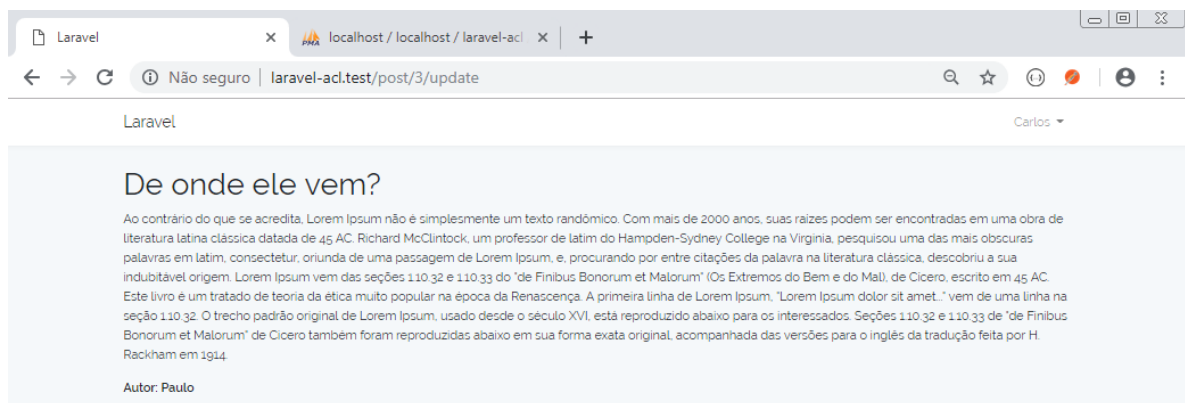 Laravel
PMA localhost / localhost / laravel-acl
Não seguro | laravel-acl.test/post/3/update
Laravel
Carlos
De onde ele vem?
Ao contrário do que se acredita, Lorem Ipsum não é simplesmente um texto randômico. Com mais de 2000 anos, suas raízes podem ser encontradas em uma obra de
literatura latina clássica datada de 45 AC. Richard McClintock, um professor de latim do Hampden-Sydney College na Virginia, pesquisou uma das mais obscuras
palavras em latim, consectetur, oriunda de uma passagem de Lorem Ipsum, e, procurando por entre citações da palavra na literatura clássica, descobriu a sua
indubitável origem. Lorem Ipsum vem das seções 1.10.32 e 1.10.33 do "de Finibus Bonorum et Malorum" (Os Extremos do Bem e do Mal), de Cícero, escrito em 45 AC.
Este livro é um tratado de teoria da ética muito popular na época da Renascença. A primeira linha de Lorem Ipsum, "Lorem Ipsum dolor sit amet..." vem de uma linha na
seção 1.10.32. O trecho padrão original de Lorem Ipsum, usado desde o século XVI, está reproduzido abaixo para os interessados. Seções 1.10.32 e 1.10.33 de "de Finibus
Bonorum et Malorum" de Cicero também foram reproduzidas abaixo em sua forma exata original, acompanhada das versões para o inglês da tradução feita por H.
Rackham em 1914.
Autor: Paulo